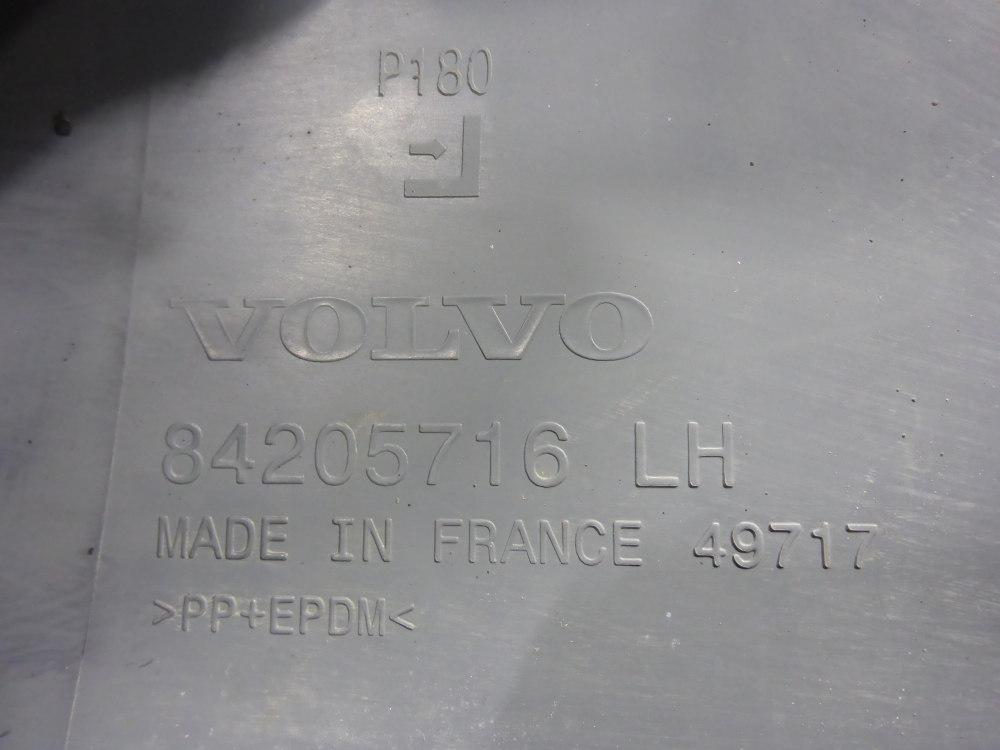 P180
VOLVO
84205716 LH
MADE IN FRANCE 49717
>PP+EPDM<